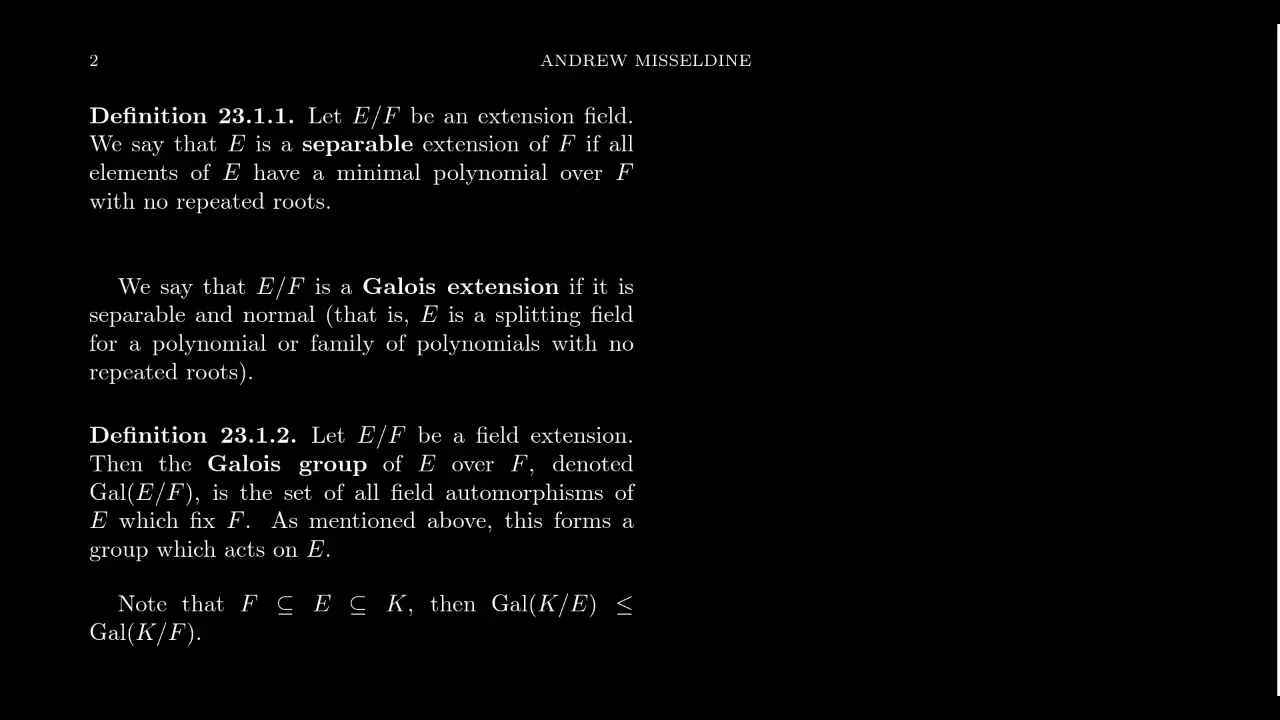 2 ANDREW MISSELDINE
Definition 23.1.1. Let E/F be an extension field.
We say that E is a separable extension of F if all
elements of E have a minimal polynomial over F
with no repeated roots.
We say that E/F is a Galois extension if it is
separable and normal (that is, E is a splitting field
for a polynomial or family of polynomials with no
repeated roots).
Definition 23.1.2. Let E/F be a field extension.
Then the Galois group of E over F, denoted
Gal(E/F), is the set of all field automorphisms of
E which fix F. As mentioned above, this forms a
group which acts on E.
Note that F ⊆ E ⊆ K, then Gal(K/E) ≤
Gal(K/F).